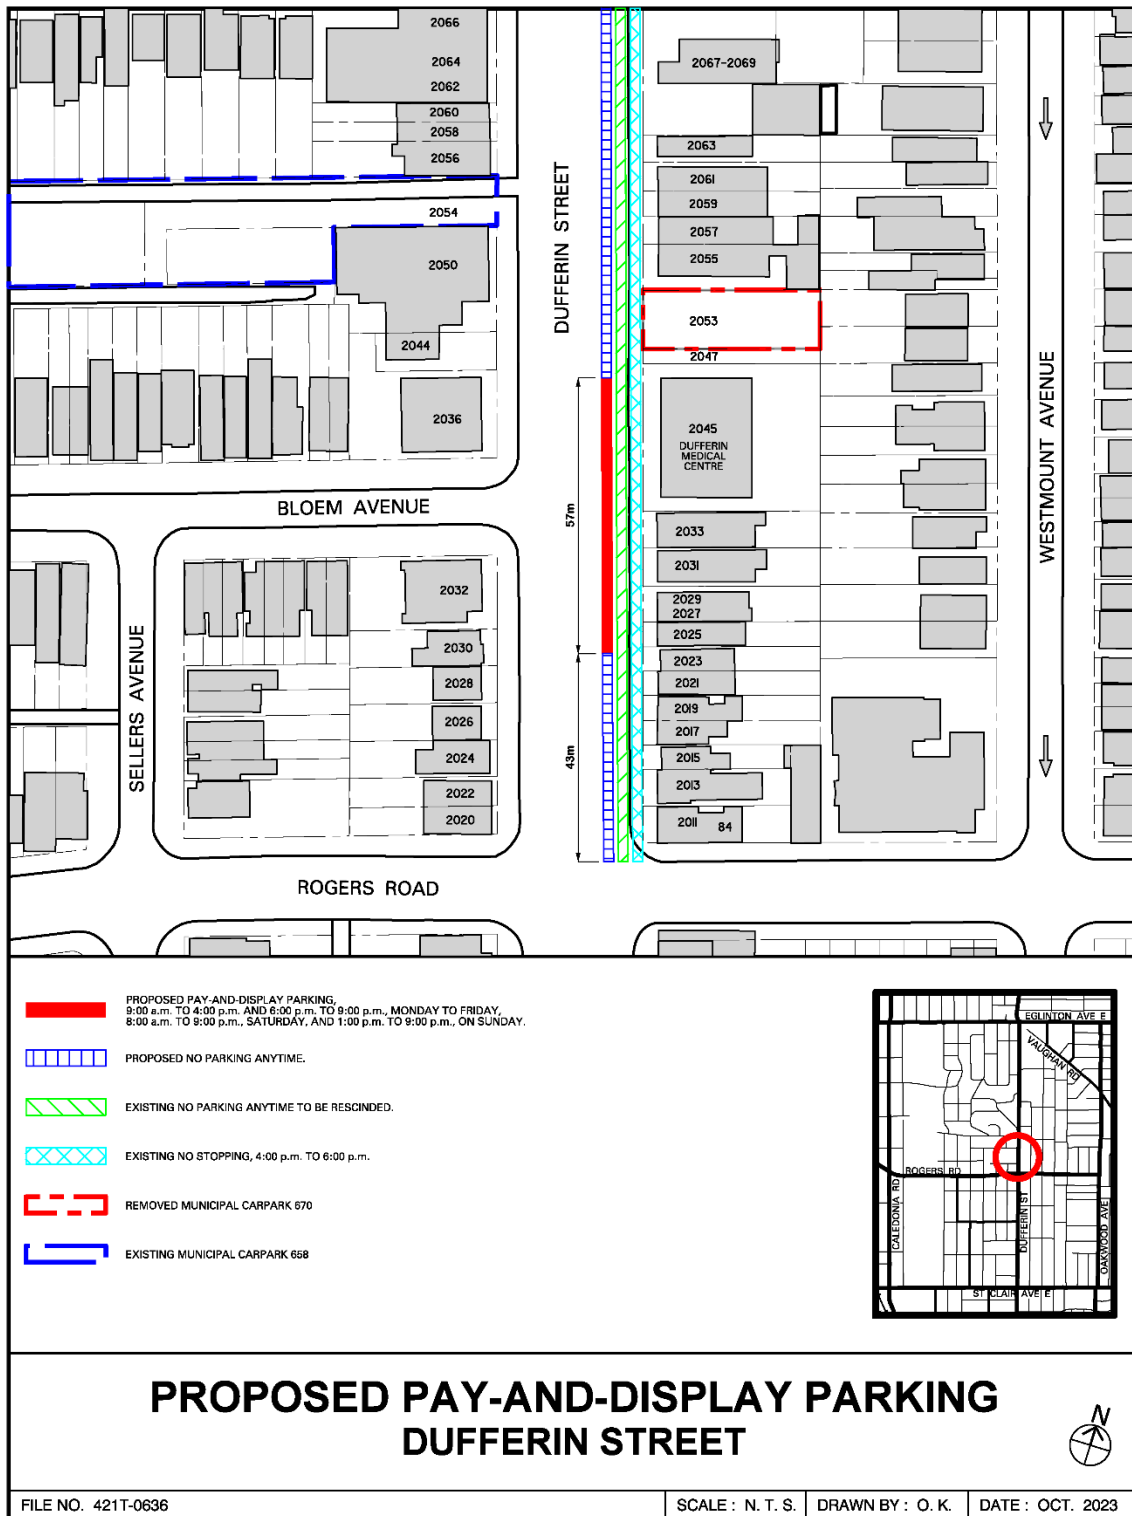 2066
2064
2062
2060
2058
2056
2054
2050
2044
2036
DUFFERIN STREET
2067-2069
2063
2061
2059
2057
2055
2053
2047
2045
DUFFERIN
MEDICAL
CENTRE
2033
2031
2029
2027
2025
2023
2021
2019
2017
2015
2013
2011 84
WESTMOUNT AVENUE
57m
43m
BLOEM AVENUE
SELLERS AVENUE
2032
2030
2028
2026
2024
2022
2020
ROGERS ROAD
PROPOSED PAY-AND-DISPLAY PARKING,
9:00 a.m. TO 4:00 p.m. AND 6:00 p.m. TO 9:00 p.m., MONDAY TO FRIDAY,
8:00 a.m. TO 9:00 p.m., SATURDAY, AND 1:00 p.m. TO 9:00 p.m., ON SUNDAY.
PROPOSED NO PARKING ANYTIME.
EXISTING NO PARKING ANYTIME TO BE RESCINDED.
EXISTING NO STOPPING, 4:00 p.m. TO 6:00 p.m.
REMOVED MUNICIPAL CARPARK 670
EXISTING MUNICIPAL CARPARK 658
EGLINTON AVE E
VAUGHAN RD
ROGERS RD
CALEDONIA RD
DUFFERIN ST
OAKWOOD AVE
ST CLAIR AVE E
PROPOSED PAY-AND-DISPLAY PARKING
DUFFERIN STREET
N
FILE NO. 421T-0636
SCALE : N. T. S.
DRAWN BY : O. K.
DATE : OCT. 2023